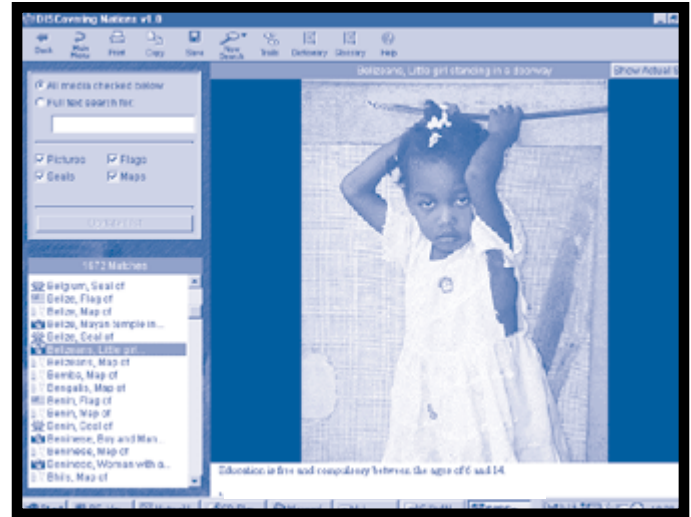 DISCovering Nations v1.0
Back
Main Menu
Print
Copy
Save
New Search
Tools
Dictionary
Glossary
Help
Belizeans, Little girl standing in a doorway
Show Actual S
All media checked below
Full text search for:
Pictures
Flags
Seals
Maps
Update List
1672 Matches
Belgium, Seal of
Belize, Flag of
Belize, Map of
Belize, Mayan temple in...
Belize, Seal of
Belizeans, Little girl...
Belizeans, Map of
Bemba, Map of
Bengalis, Map of
Benin, Flag of
Benin, Map of
Benin, Seal of
Beninese, Boy and Man...
Beninese, Map of
Beninese, Woman with a...
Bhils, Map of
Education is free and compulsory between the ages of 6 and 14.